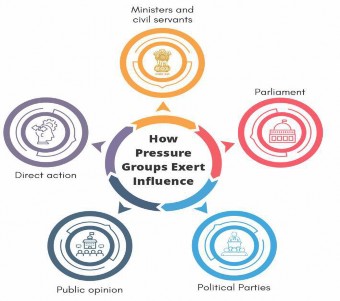 Ministers and
civil servants
Parliament
How
Pressure
Groups Exert
Influence
Direct action
Public opinion
Political Parties